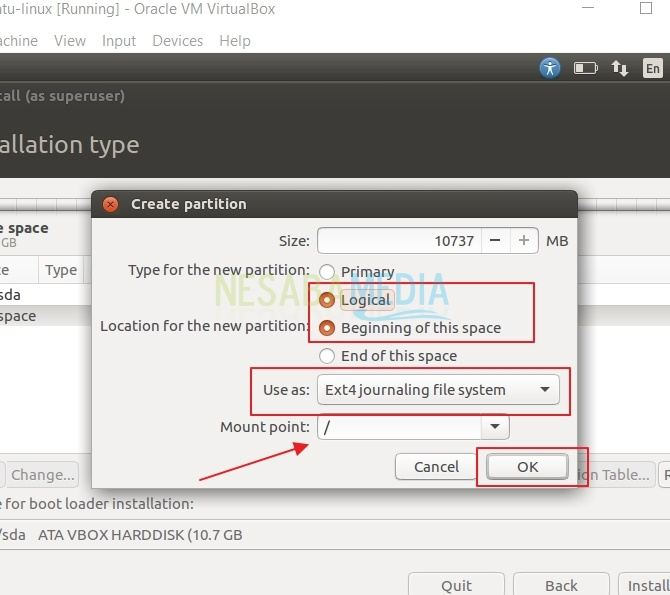 tu-linux [Running] - Oracle VM VirtualBox
achine View Input Devices Help
En
tall (as superuser)
allation type
Create partition
e space
GB
Size: 10737 MB
te Type
Type for the new partition: Primary
NESABAMEDIA
sda
Logical
space
Location for the new partition: Beginning of this space
End of this space
Use as: Ext4 journaling file system
Mount point: /
Cancel OK
Change... ion Table... R
e for boot loader installation:
/sda ATA VBOX HARDDISK (10.7 GB
Quit Back Install